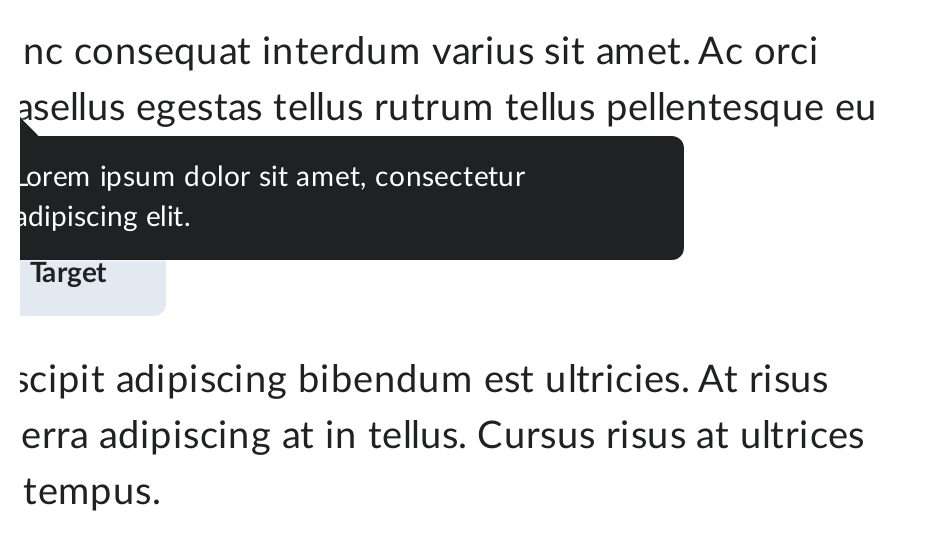 nc consequat interdum varius sit amet. Ac orci
asellus egestas tellus rutrum tellus pellentesque eu
Lorem ipsum dolor sit amet, consectetur
adipiscing elit.
Target
scipit adipiscing bibendum est ultricies. At risus
erra adipiscing at in tellus. Cursus risus at ultrices
tempus.